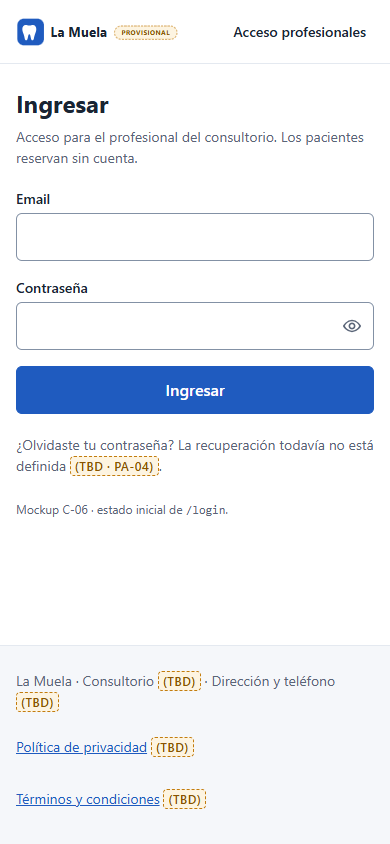 La Muela PROVISIONAL Acceso profesionales
Ingresar
Acceso para el profesional del consultorio. Los pacientes
reservan sin cuenta.
Email
Contraseña
Ingresar
¿Olvidaste tu contraseña? La recuperación todavía no está
definida (TBD · PA-04).
Mockup C-06 · estado inicial de /login.
La Muela · Consultorio (TBD) · Dirección y teléfono
(TBD)
Política de privacidad (TBD)
Términos y condiciones (TBD)